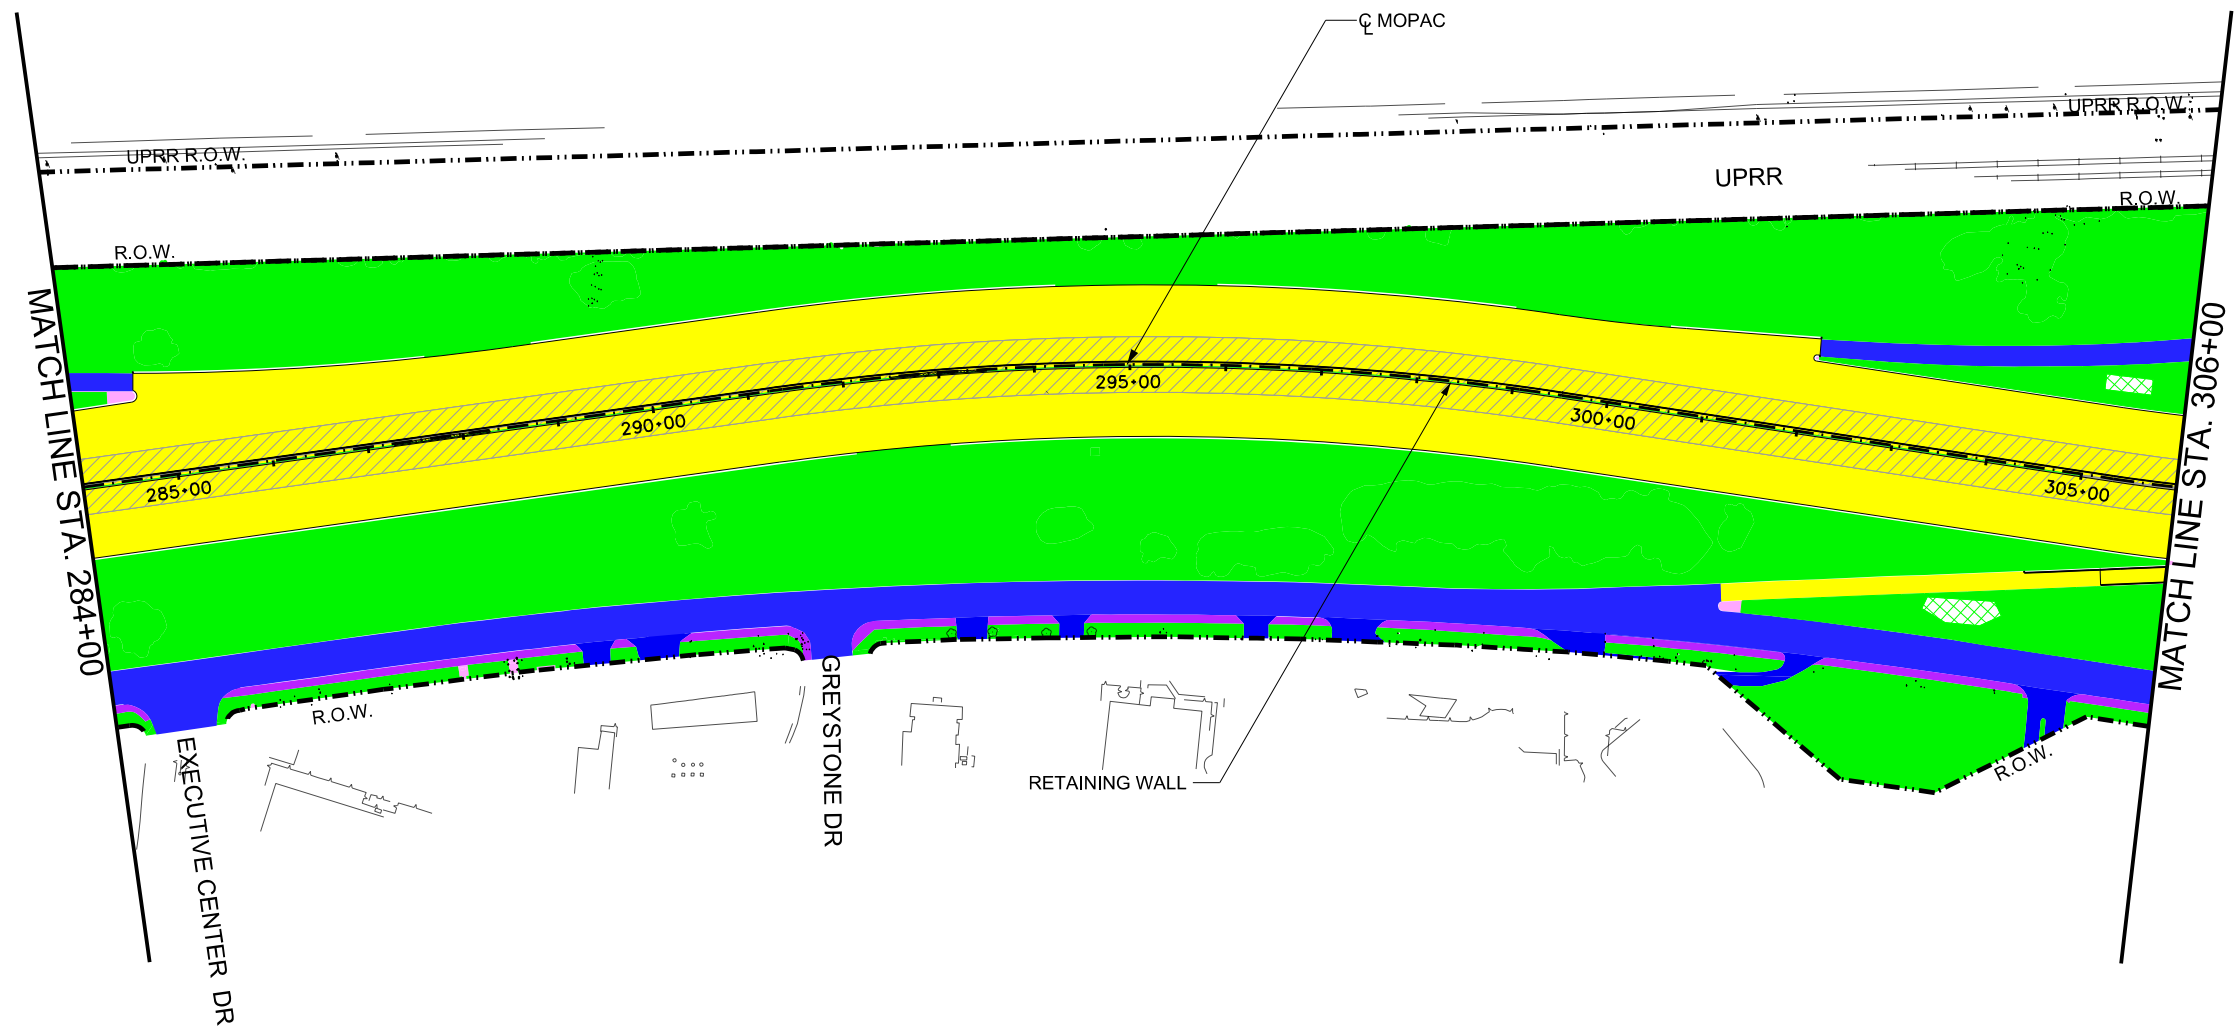 ℄ MOPAC
UPRR R.O.W.
UPRR R.O.W.
UPRR
R.O.W.
R.O.W.
MATCH LINE STA. 284+00
MATCH LINE STA. 306+00
295+00
290+00
300+00
285+00
305+00
R.O.W.
GREYSTONE DR
EXECUTIVE CENTER DR
RETAINING WALL
R.O.W.